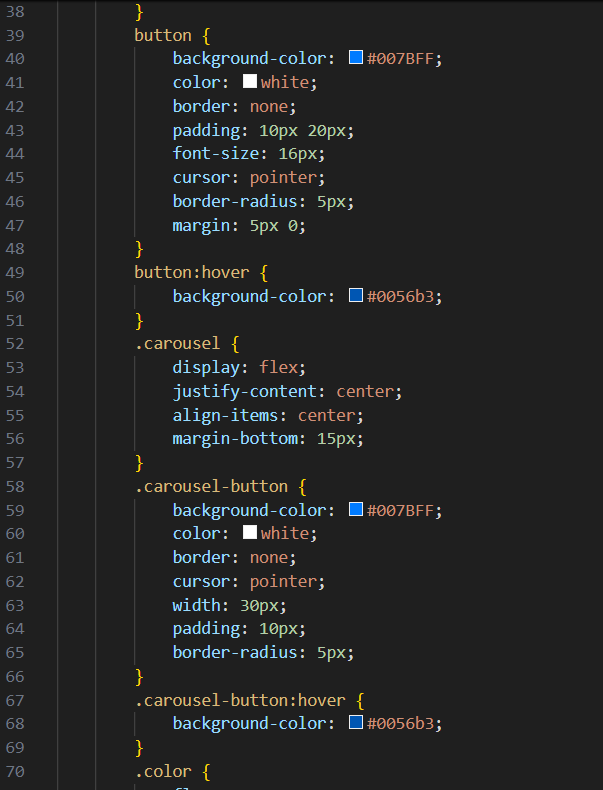 38 }
39 button {
40 background-color: #007BFF;
41 color: white;
42 border: none;
43 padding: 10px 20px;
44 font-size: 16px;
45 cursor: pointer;
46 border-radius: 5px;
47 margin: 5px 0;
48 }
49 button:hover {
50 background-color: #0056b3;
51 }
52 .carousel {
53 display: flex;
54 justify-content: center;
55 align-items: center;
56 margin-bottom: 15px;
57 }
58 .carousel-button {
59 background-color: #007BFF;
60 color: white;
61 border: none;
62 cursor: pointer;
63 width: 30px;
64 padding: 10px;
65 border-radius: 5px;
66 }
67 .carousel-button:hover {
68 background-color: #0056b3;
69 }
70 .color {